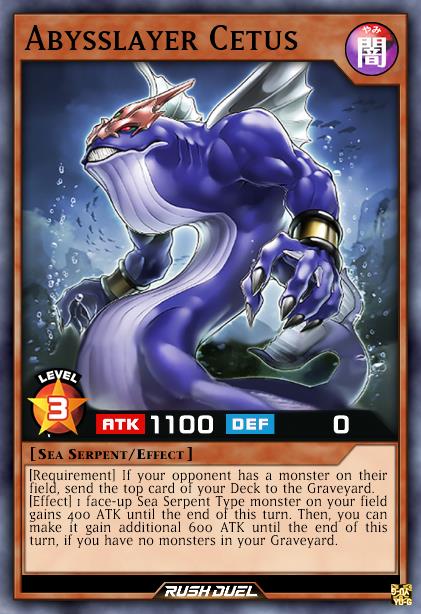 Abysslayer Cetus
やみ
闇
LEVEL
3
ATK 1100 DEF 0
[Sea Serpent/Effect]
[Requirement] If your opponent has a monster on their
field, send the top card of your Deck to the Graveyard.
[Effect] 1 face-up Sea Serpent Type monster on your field
gains 400 ATK until the end of this turn. Then, you can
make it gain additional 600 ATK until the end of this
turn, if you have no monsters in your Graveyard.
RUSH DUEL